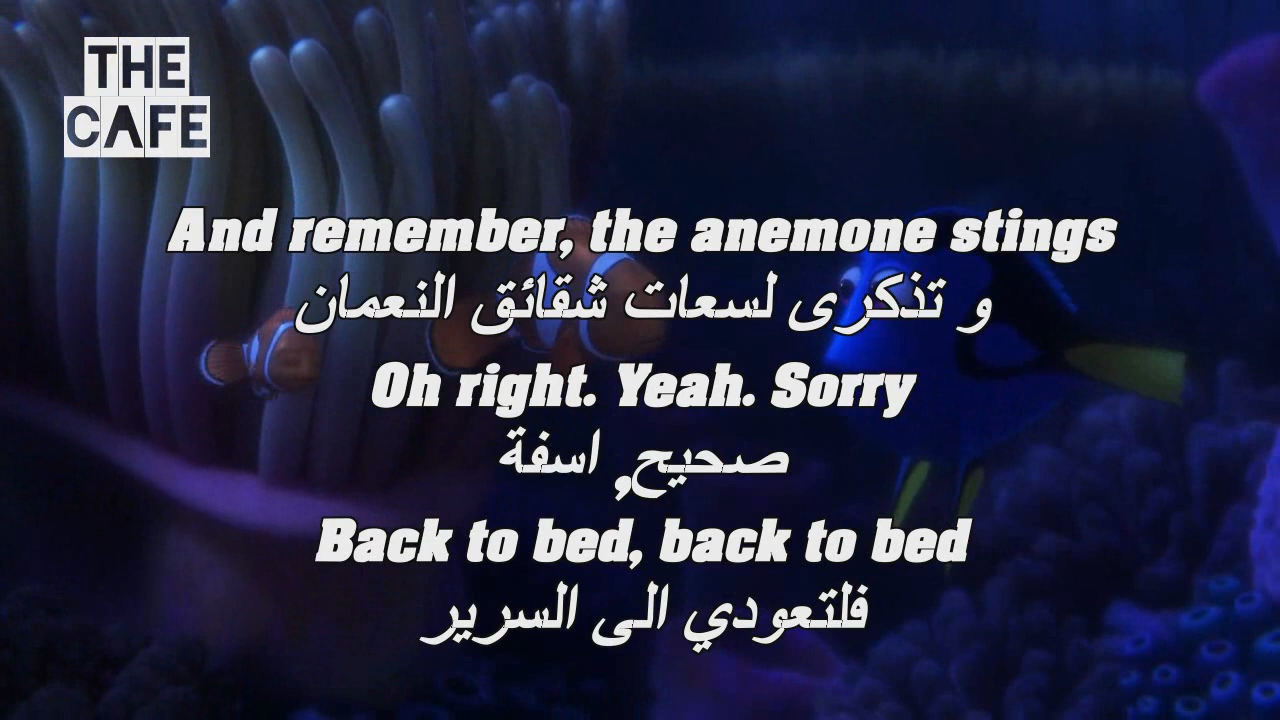 THE
CAFE
And remember, the anemone stings
و تذكرى لسعات شقائق النعمان
Oh right. Yeah. Sorry
صحيح, اسفة
Back to bed, back to bed
فلتعودي الى السرير